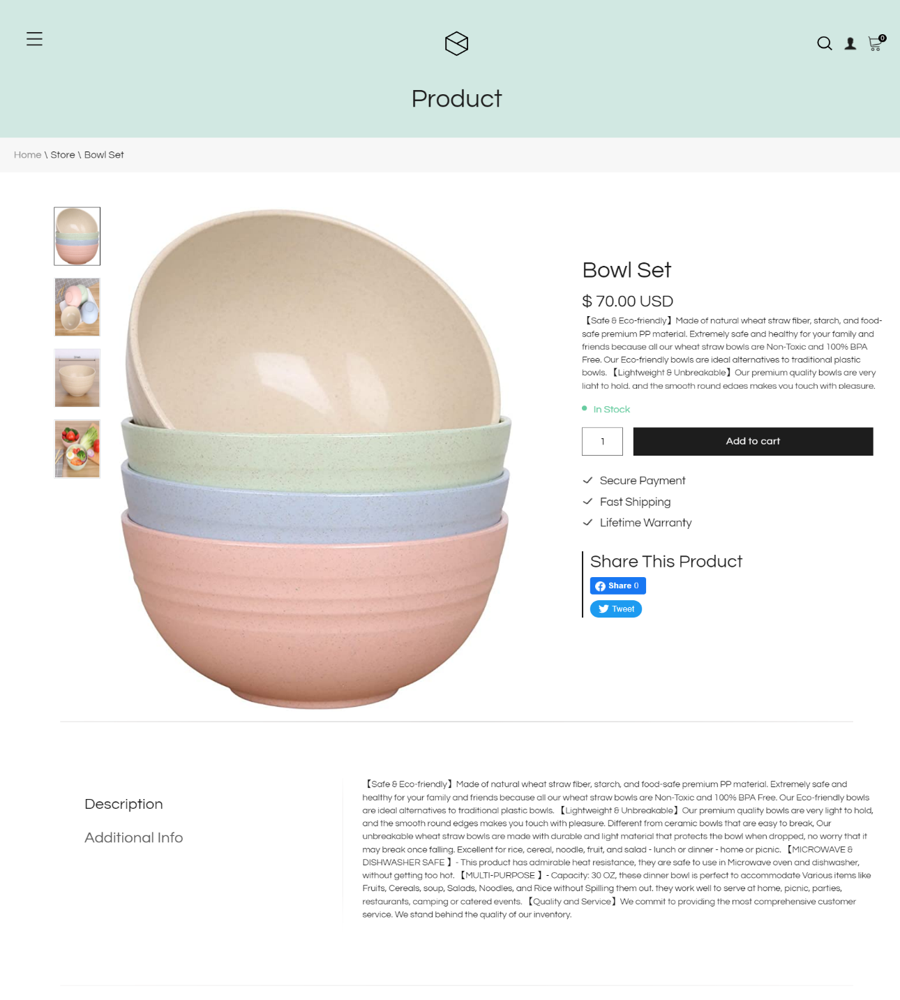 0
Product
Home \ Store \ Bowl Set
Bowl Set
$ 70.00 USD
【Safe & Eco-friendly】Made of natural wheat straw fiber, starch, and food-
safe premium PP material. Extremely safe and healthy for your family and
friends because all our wheat straw bowls are Non-Toxic and 100% BPA
Free. Our Eco-friendly bowls are ideal alternatives to traditional plastic
bowls. 【Lightweight & Unbreakable】Our premium quality bowls are very
light to hold, and the smooth round edges makes you touch with pleasure.
In Stock
1
Add to cart
Secure Payment
Fast Shipping
Lifetime Warranty
Share This Product
Share 0
Tweet
Description
Additional Info
【Safe & Eco-friendly】Made of natural wheat straw fiber, starch, and food-safe premium PP material. Extremely safe and
healthy for your family and friends because all our wheat straw bowls are Non-Toxic and 100% BPA Free. Our Eco-friendly bowls
are ideal alternatives to traditional plastic bowls. 【Lightweight & Unbreakable】Our premium quality bowls are very light to hold,
and the smooth round edges makes you touch with pleasure. Different from ceramic bowls that are easy to break, Our
unbreakable wheat straw bowls are made with durable and light material that protects the bowl when dropped, no worry that it
may break once falling. Excellent for rice, cereal, noodle, fruit, and salad - lunch or dinner - home or picnic. 【MICROWAVE &
DISHWASHER SAFE 】- This product has admirable heat resistance, they are safe to use in Microwave oven and dishwasher,
without getting too hot. 【MULTI-PURPOSE 】- Capacity: 30 OZ, these dinner bowl is perfect to accommodate Various items like
Fruits, Cereals, soup, Salads, Noodles, and Rice without Spilling them out. they work well to serve at home, picnic, parties,
restaurants, camping or catered events. 【Quality and Service】We commit to providing the most comprehensive customer
service. We stand behind the quality of our inventory.